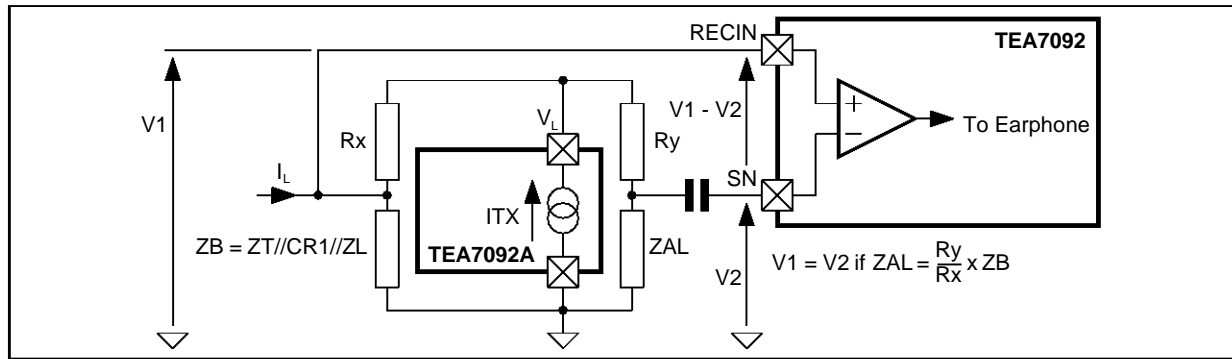 RECIN
TEA7092
V1
Rx
V_L
Ry
V1 - V2
+
−
To Earphone
I_L
ITX
SN
ZB = ZT//CR1//ZL
TEA7092A
ZAL
V2
V1 = V2 if ZAL = Ry/Rx x ZB